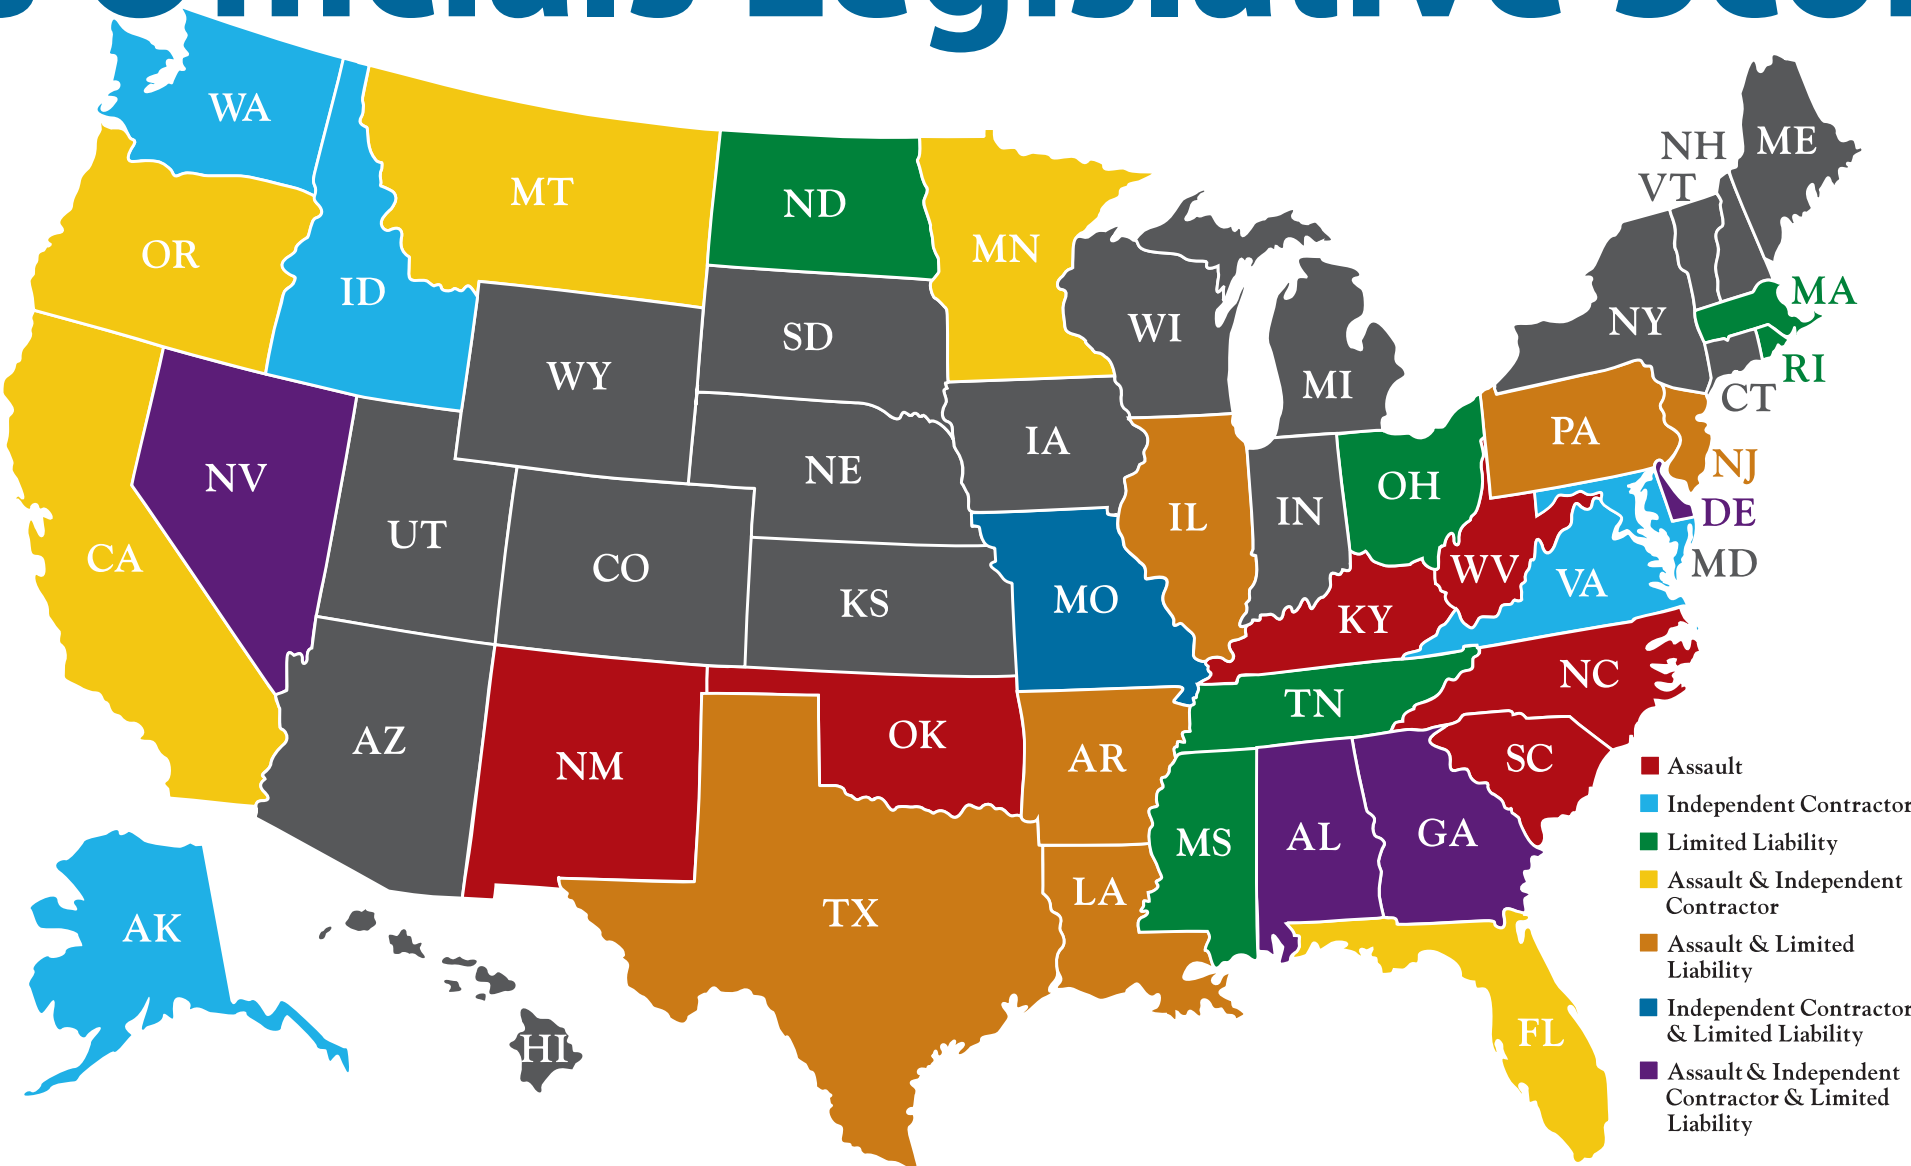 Officials Legislative
WA
MT
ND
MN
OR
ID
SD
WY
WI
MI
NH
VT
ME
NY
MA
RI
CT
PA
NJ
DE
MD
NV
UT
CA
CO
NE
IA
KS
MO
IL
IN
OH
WV
VA
KY
NC
TN
SC
AZ
NM
OK
AR
TX
LA
MS
AL
GA
FL
AK
HI
Assault
Independent Contractor
Limited Liability
Assault & Independent
Contractor
Assault & Limited
Liability
Independent Contractor
& Limited Liability
Assault & Independent
Contractor & Limited
Liability